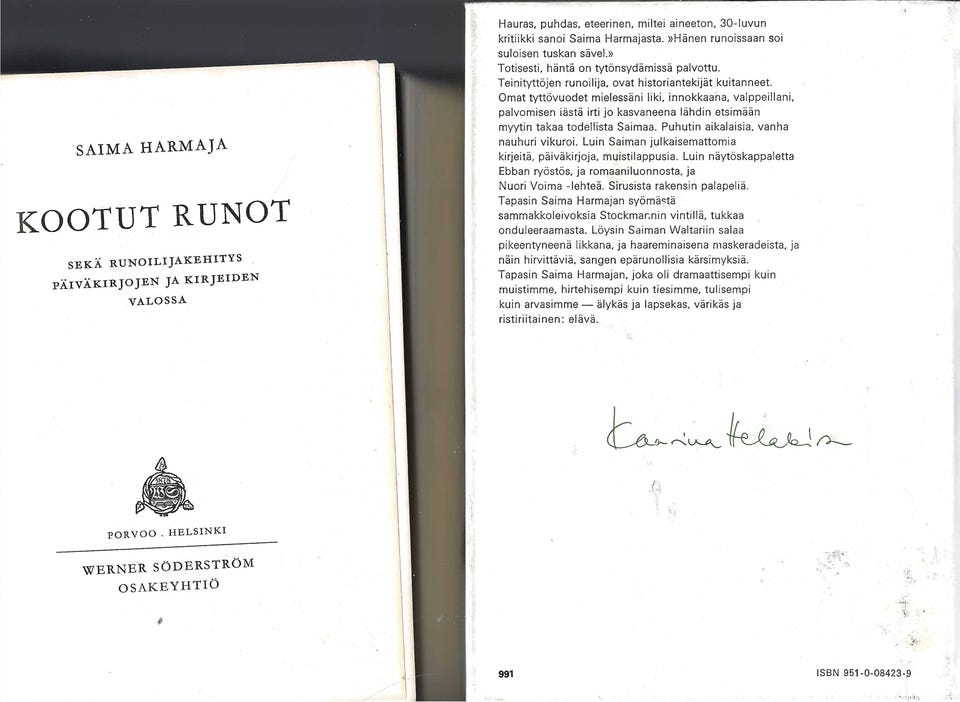 SAIMA HARMAJA
KOOTUT RUNOT
SEKÄ RUNOILIJAKEHITYS
PÄIVÄKIRJOJEN JA KIRJEIDEN
VALOSSA
PORVOO . HELSINKI
WERNER SÖDERSTRÖM
OSAKEYHTIÖ
Hauras, puhdas, eteerinen, miltei aineeton, 30-luvun
kritiikki sanoi Saima Harmajasta. »Hänen runoissaan soi
suloisen tuskan sävel.»
Totisesti, häntä on tytönsydämissä palvottu.
Teinityttöjen runoilija, ovat historiantekijät kuitanneet.
Omat tyttövuodet mielessäni liki, innokkaana, valppeillani,
palvomisen iästä irti jo kasvaneena lähdin etsimään
myytin takaa todellista Saimaa. Puhutin aikalaisia, vanha
nauhuri vikuroi. Luin Saiman julkaisemattomia
kirjeitä, päiväkirjoja, muistilappusia. Luin näytöskappaletta
Ebban ryöstös, ja romaaniluonnosta, ja
Nuori Voima -lehteä. Sirusista rakensin palapeliä.
Tapasin Saima Harmajan syömästä
sammakkoleivoksia Stockmannin vintillä, tukkaa
onduleeraamasta. Löysin Saiman Waltariin salaa
pikeentyneenä likkana, ja haareminaisena maskeradeista, ja
näin hirvittäviä, sangen epärunollisia kärsimyksiä.
Tapasin Saima Harmajan, joka oli dramaattisempi kuin
muistimme, hirtehisempi kuin tiesimme, tulisempi
kuin arvasimme — älykäs ja lapsekas, värikäs ja
ristiriitainen: elävä.
Kaarina Helakisa
991
ISBN 951-0-08423-9